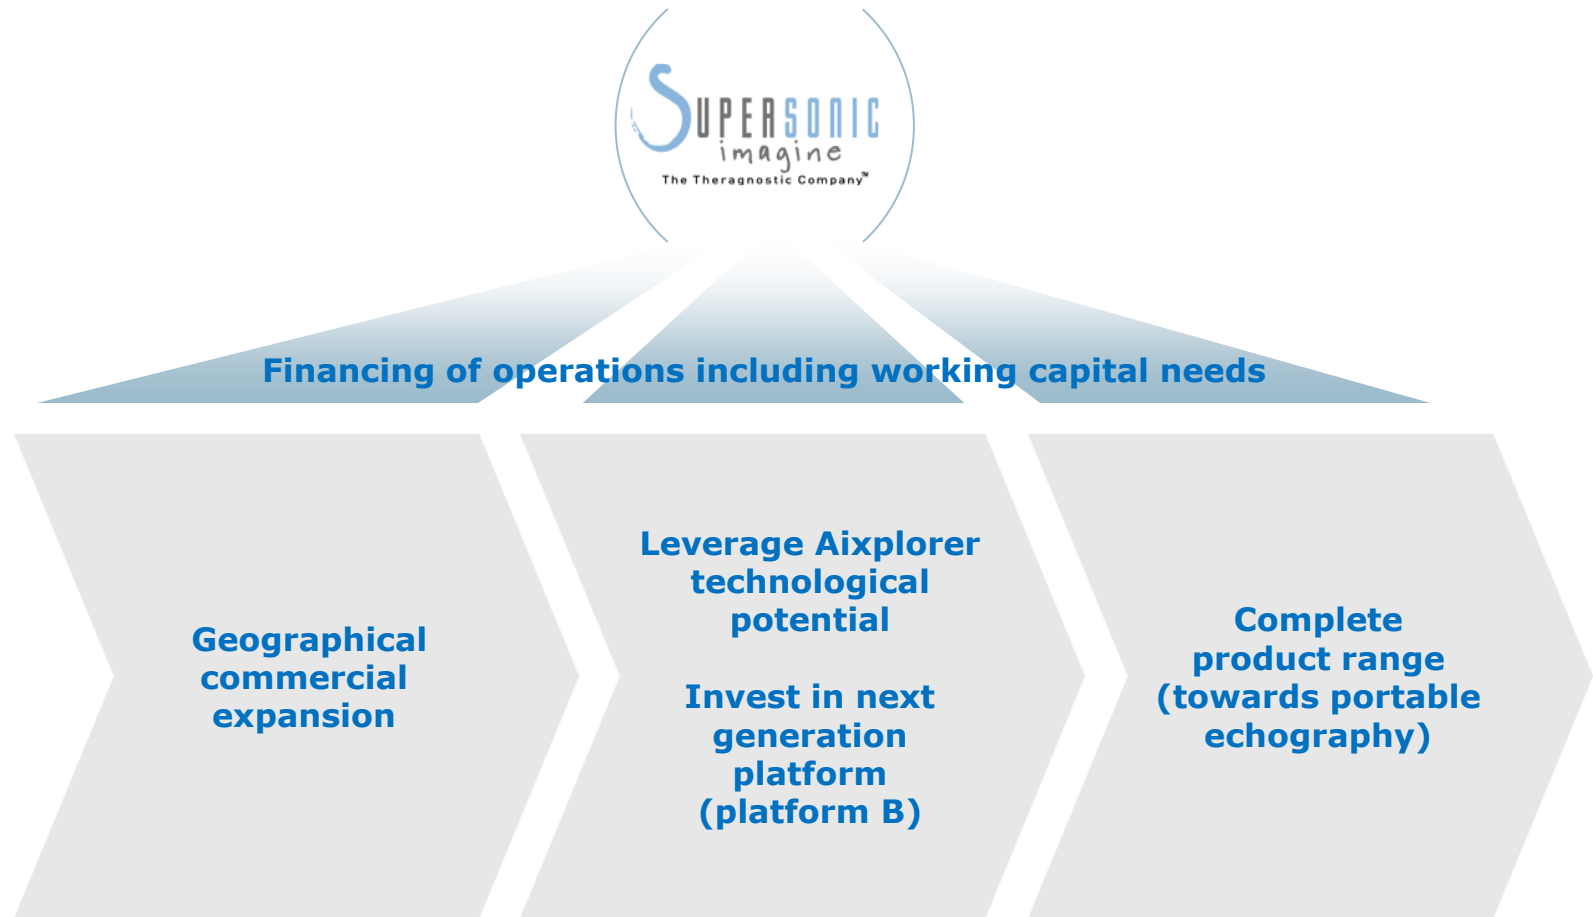 SUPERSONIC
imagine
The Theragnostic Company™
Financing of operations including working capital needs
Geographical
commercial
expansion
Leverage Aixplorer
technological
potential
Invest in next
generation
platform
(platform B)
Complete
product range
(towards portable
echography)